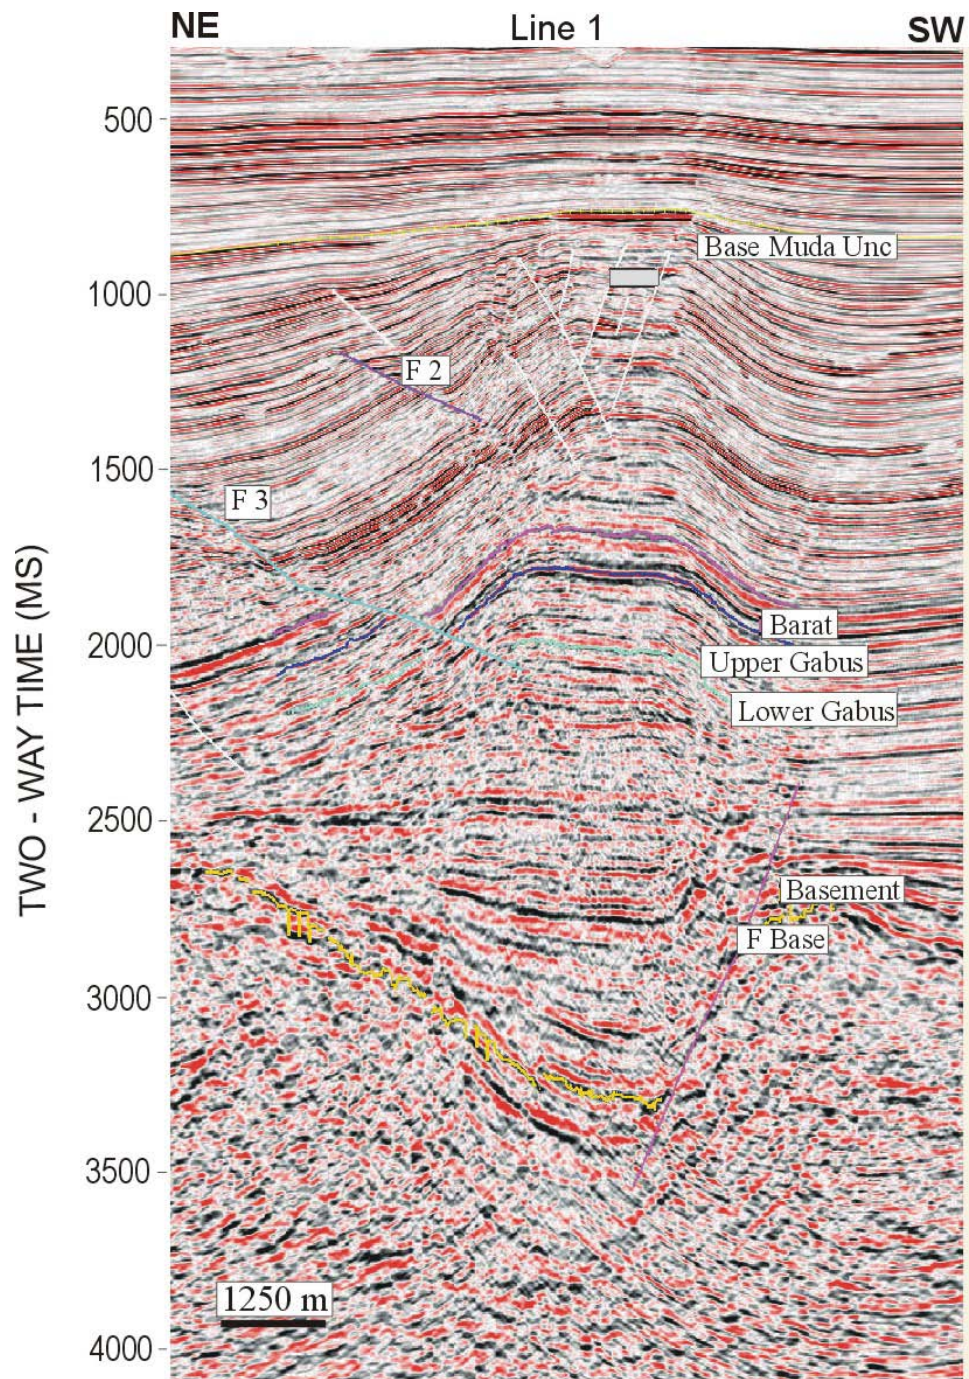 NE Line 1 SW
500
Base Muda Unc
1000
F 2
1500
F 3
TWO - WAY TIME (MS)
Barat
2000
Upper Gabus
Lower Gabus
2500
Basement
F Base
3000
3500
1250 m
4000